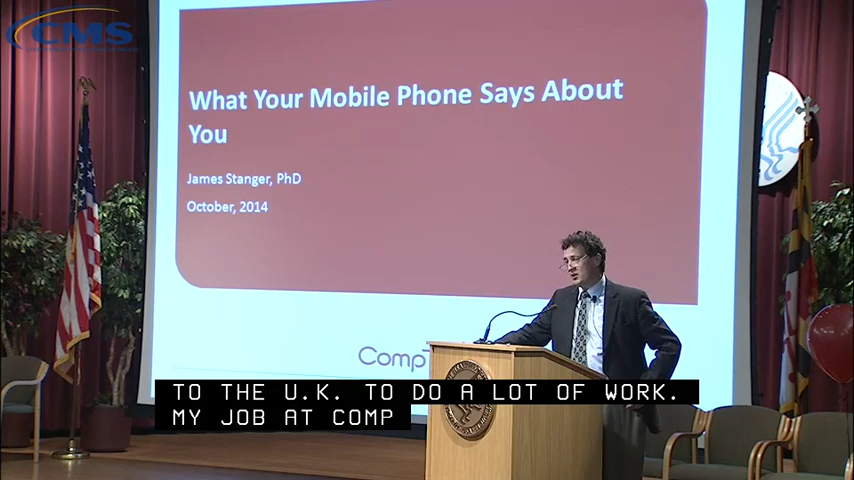 CMS
What Your Mobile Phone Says About
You
James Stanger, PhD
October, 2014
Comp
TO THE U.K. TO DO A LOT OF WORK.
MY JOB AT COMP